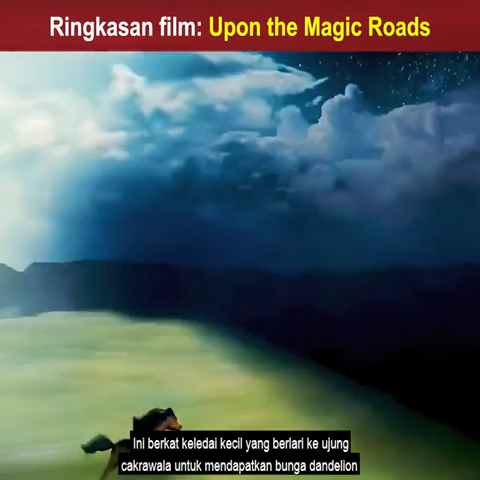 Ringkasan film: Upon the Magic Roads
Ini berkat keledai kecil yang berlari ke ujung
cakrawala untuk mendapatkan bunga dandelion